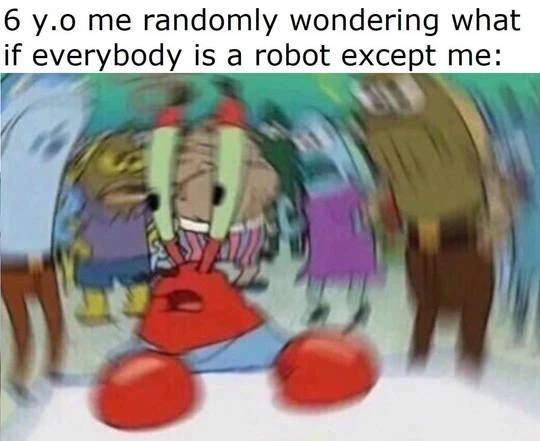 6 y.o me randomly wondering what
if everybody is a robot except me: